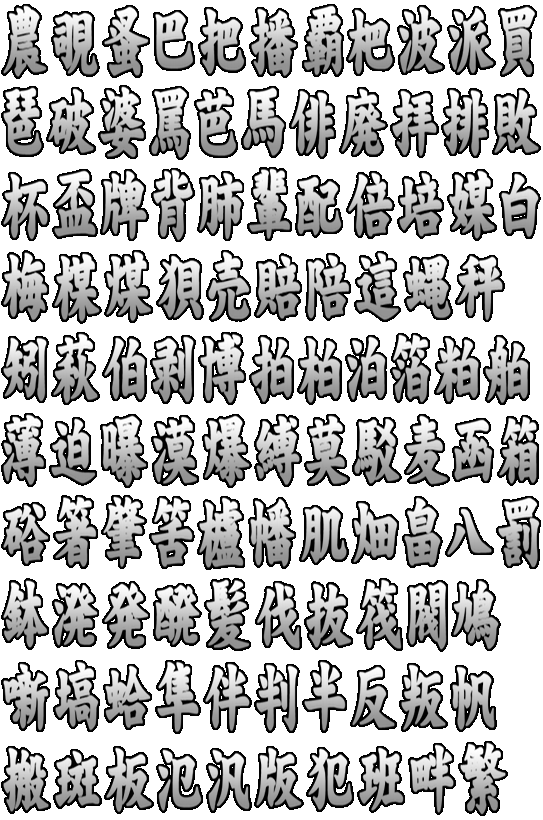 農覗蚤巴把播覇杷波派買
琶破婆罵芭馬俳廃拝排敗
杯盃牌背肺輩配倍培媒白
梅楳煤狽売賠陪這蝿秤
矧萩伯剥博拍柏泊箔粕舶
薄迫曝漠爆縛莫駁麦函箱
硲箸肇筈櫨幡肌畑畠八罰
鉢溌発醗髪伐抜筏閥鳩
噺塙蛤隼伴判半反叛帆
搬斑板氾汎版犯班畔繁